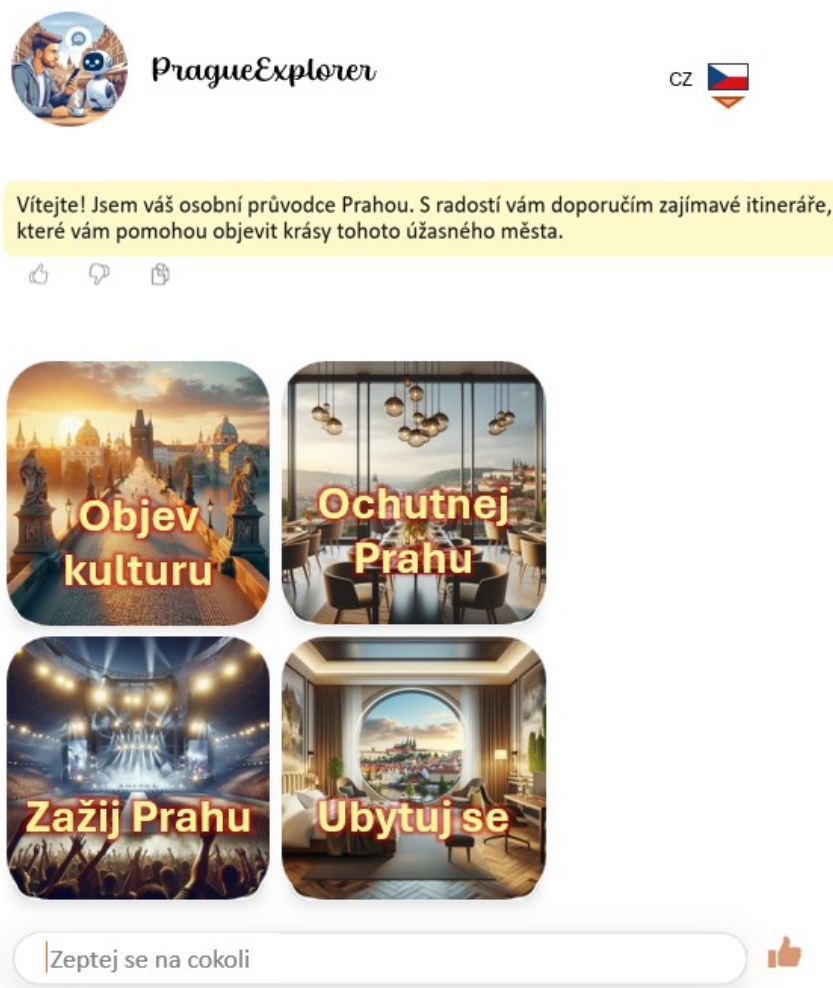 PragueExplorer
CZ
Vítejte! Jsem váš osobní průvodce Prahou. S radostí vám doporučím zajímavé itineráře,
které vám pomohou objevit krásy tohoto úžasného města.
Objev
kulturu
Ochutnej
Prahu
Zažij Prahu
Ubytuj se
Zeptej se na cokoli